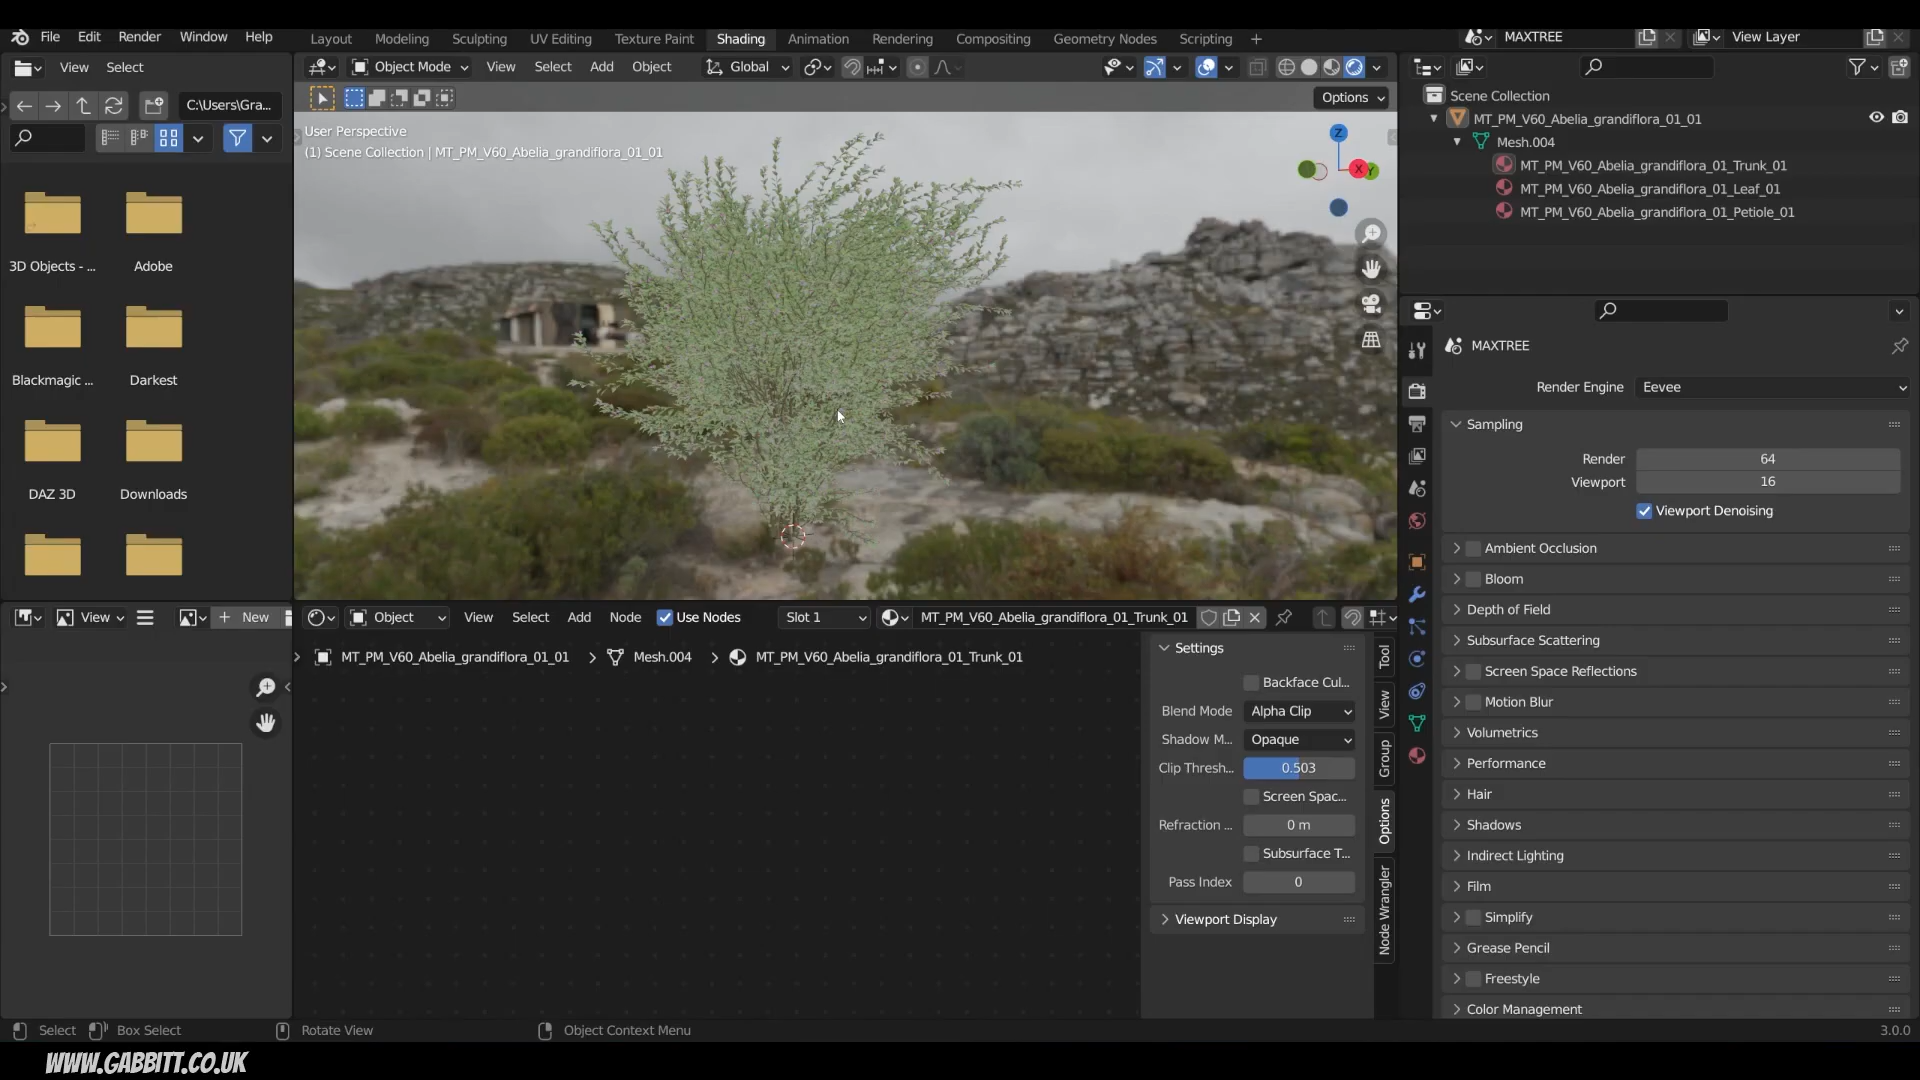 File Edit Render Window Help
Layout Modeling Sculpting UV Editing Texture Paint Shading Animation Rendering Compositing Geometry Nodes Scripting +
MAXTREE View Layer
View Select
Object Mode View Select Add Object Global
C:\Users\Gra...
Options
3D Objects - ... Adobe
Blackmagic ... Darkest
DAZ 3D Downloads
User Perspective
(1) Scene Collection | MT_PM_V60_Abelia_grandiflora_01_01
Z
X Y
Scene Collection
MT_PM_V60_Abelia_grandiflora_01_01
Mesh.004
MT_PM_V60_Abelia_grandiflora_01_Trunk_01
MT_PM_V60_Abelia_grandiflora_01_Leaf_01
MT_PM_V60_Abelia_grandiflora_01_Petiole_01
MAXTREE
Render Engine Eevee
Sampling
Render 64
Viewport 16
Viewport Denoising
Ambient Occlusion
Bloom
Depth of Field
Subsurface Scattering
Screen Space Reflections
Motion Blur
Volumetrics
Performance
Hair
Shadows
Indirect Lighting
Film
Simplify
Grease Pencil
Freestyle
Color Management
View + New
Object View Select Add Node Use Nodes Slot 1 MT_PM_V60_Abelia_grandiflora_01_Trunk_01
MT_PM_V60_Abelia_grandiflora_01_01 Mesh.004 MT_PM_V60_Abelia_grandiflora_01_Trunk_01
Settings
Backface Cul...
Blend Mode Alpha Clip
Shadow M... Opaque
Clip Thresh... 0.503
Screen Spac...
Refraction ... 0 m
Subsurface T...
Pass Index 0
Viewport Display
Tool
View
Group
Options
Node Wrangler
Select Box Select Rotate View Object Context Menu 3.0.0
WWW.GABBITT.CO.UK